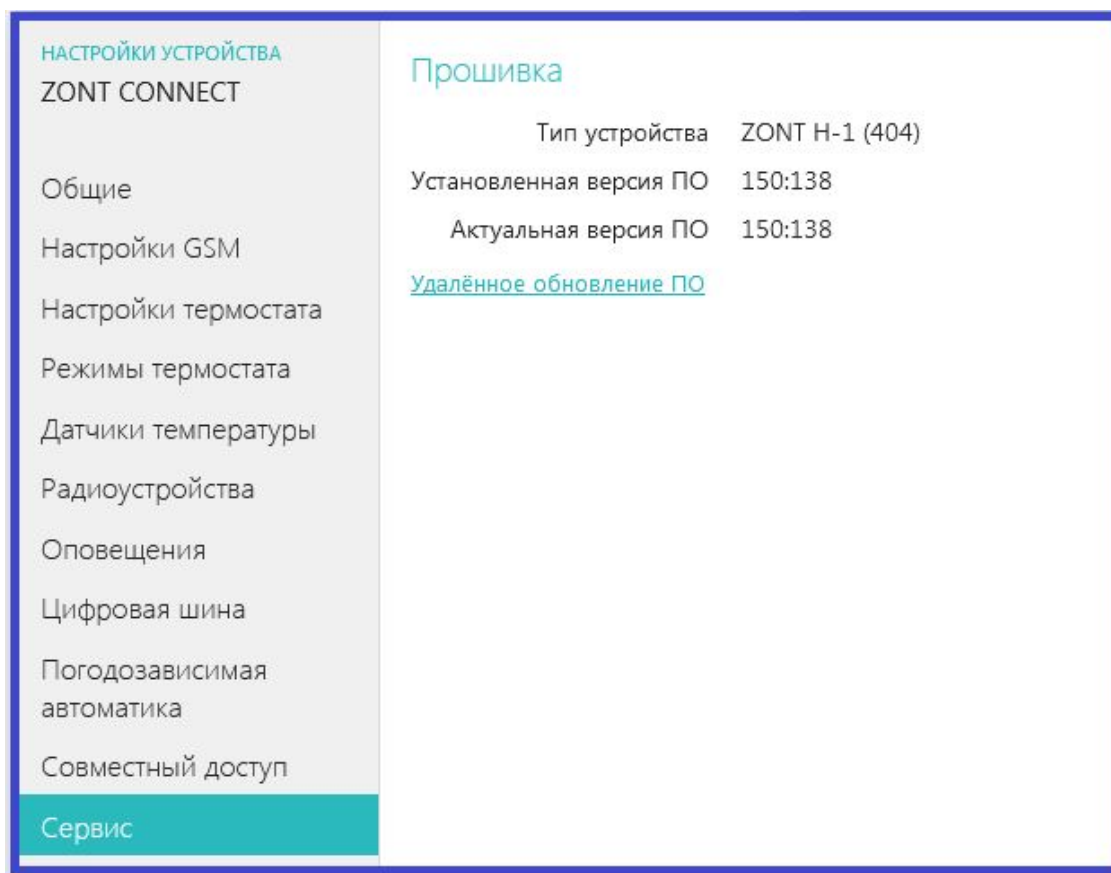 НАСТРОЙКИ УСТРОЙСТВА
ZONT CONNECT
Общие
Настройки GSM
Настройки термостата
Режимы термостата
Датчики температуры
Радиоустройства
Оповещения
Цифровая шина
Погодозависимая
автоматика
Совместный доступ
Сервис
Прошивка
Тип устройства ZONT H-1 (404)
Установленная версия ПО 150:138
Актуальная версия ПО 150:138
Удалённое обновление ПО